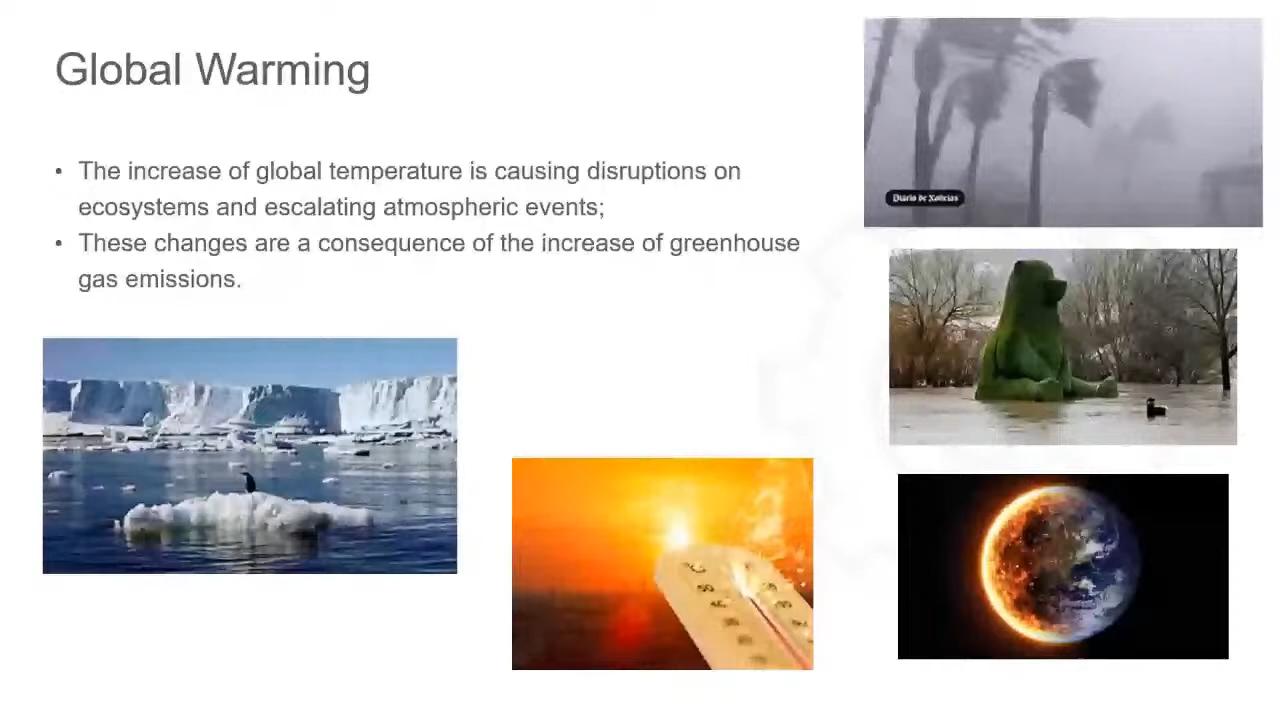 Global Warming
• The increase of global temperature is causing disruptions on
ecosystems and escalating atmospheric events;
• These changes are a consequence of the increase of greenhouse
gas emissions.
Diario de Noticias